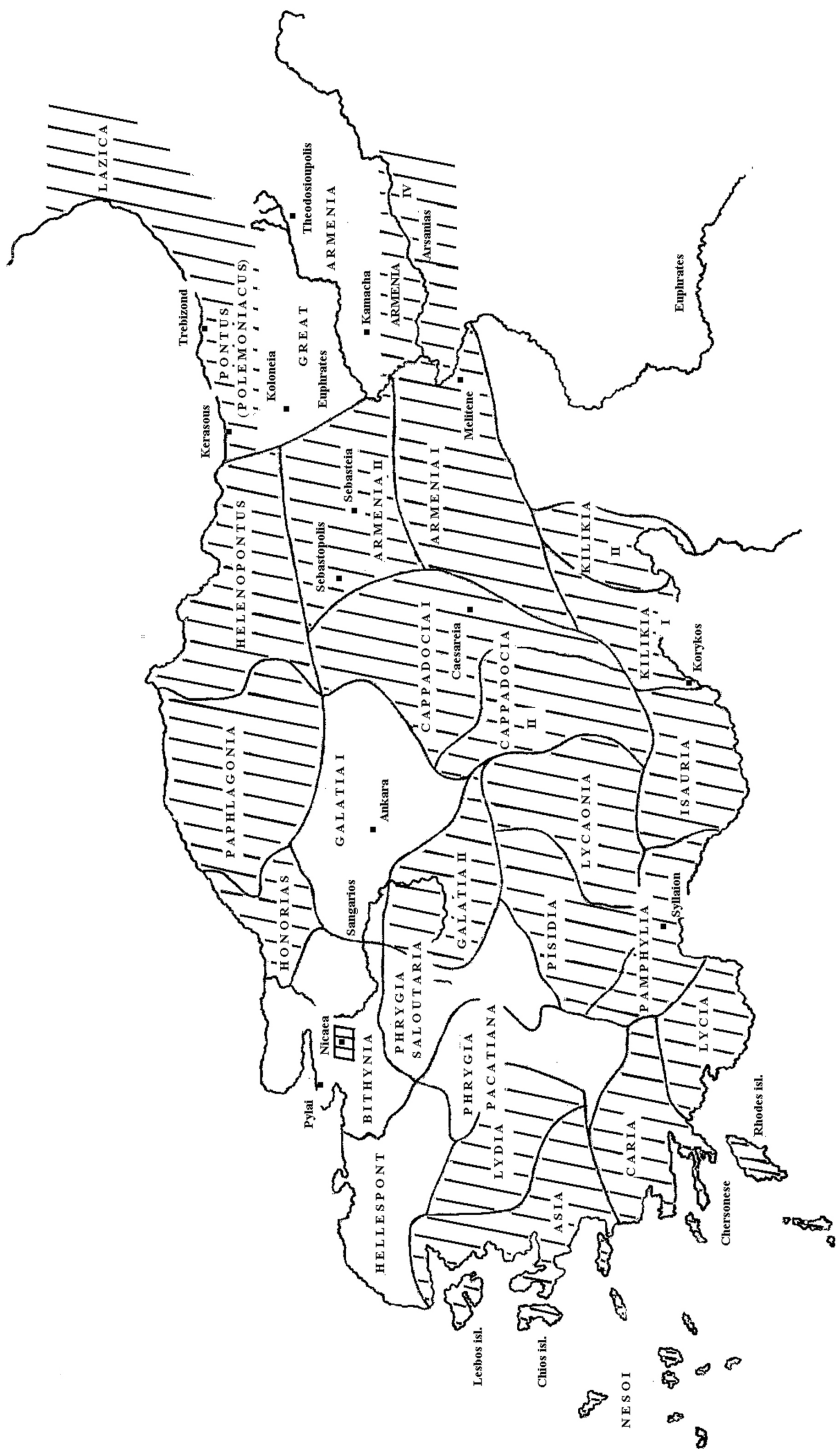 LAZICA
Trebizond
PONTUS
(POLEMONIACUS)
Kerasous
Koloneia
Theodosioupolis
GREAT
ARMENIA
Euphrates
Kamacha
ARMENIA
IV
Arsanias
HELENOPONTUS
Sebastopolis
Sebasteia
ARMENIA II
ARMENIA I
Melitene
Euphrates
PAPHLAGONIA
HONORIAS
GALATIA I
Ankara
Sangarios
CAPPADOCIA I
Caesareia
CAPPADOCIA
II
KILIKIA
II
KILIKIA
I
Korykos
Pylai
Nicaea
BITHYNIA
PHRYGIA
SALOUTARIA
GALATIA II
LYCAONIA
ISAURIA
HELLESPONT
PHRYGIA
PACATIANA
PISIDIA
PAMPHYLIA
Syllaion
LYDIA
ASIA
CARIA
LYCIA
Lesbos isl.
Chios isl.
NESOI
Chersonese
Rhodes isl.